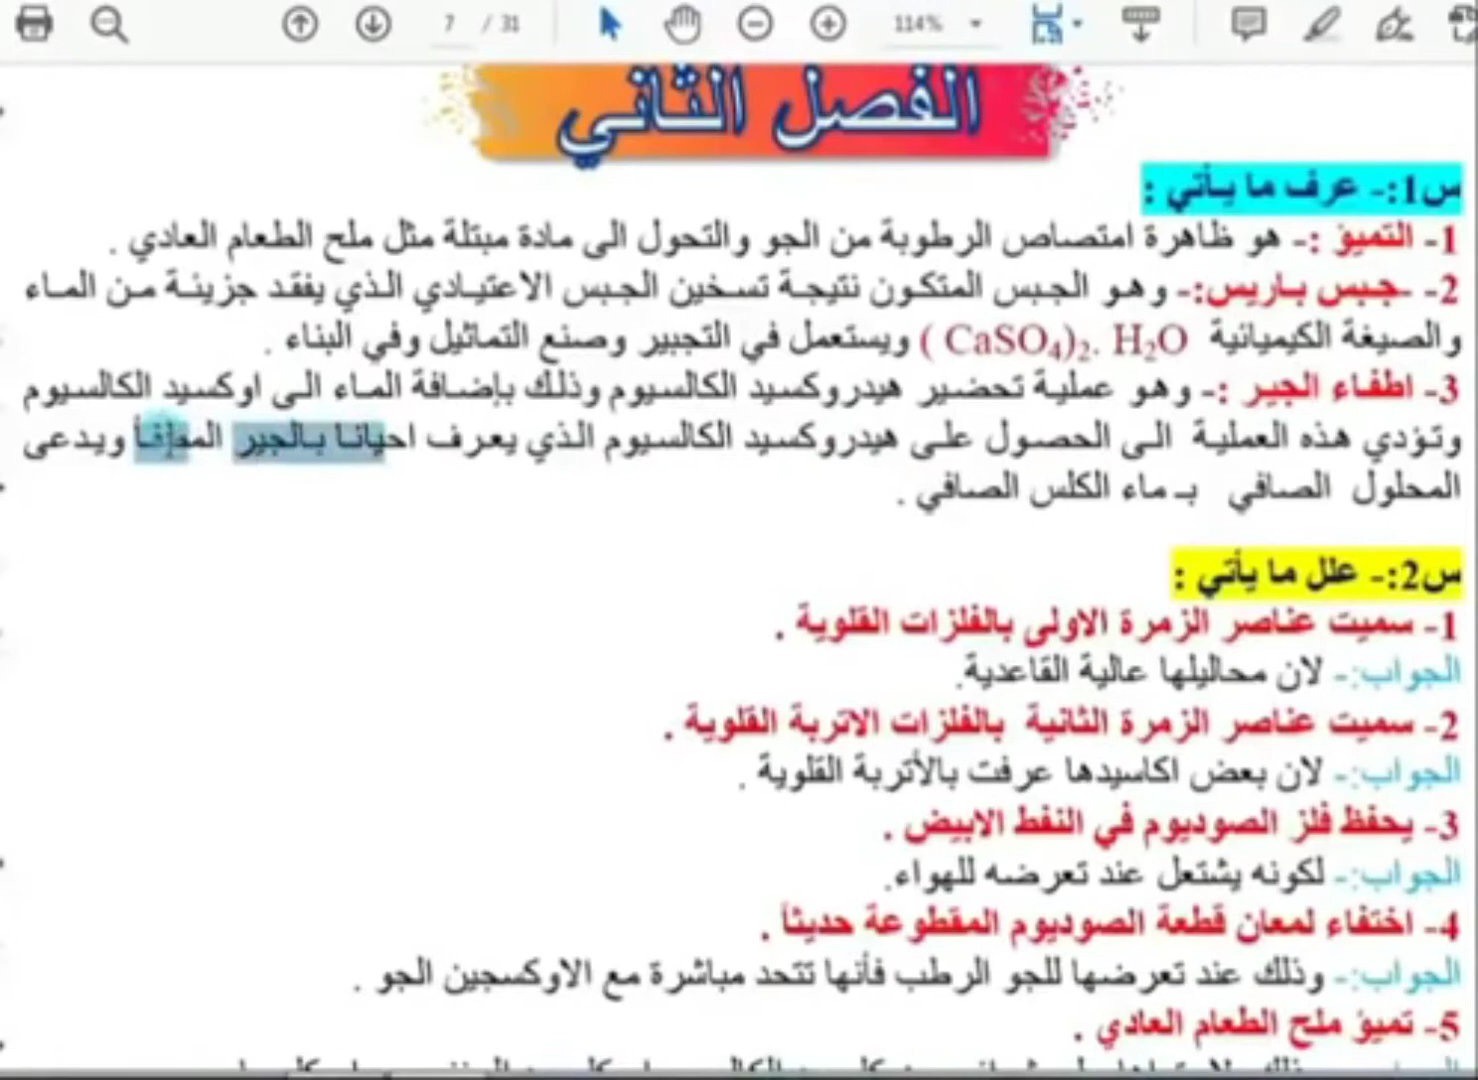 7 / 31
114%
الفصل الثاني
س1:- عرف ما يأتي :
1- التميؤ :- هو ظاهرة امتصاص الرطوبة من الجو والتحول الى مادة مبتلة مثل ملح الطعام العادي .
2- -جبس باريس:- وهو الجبس المتكون نتيجة تسخين الجبس الاعتيادي الذي يفقد جزيئة من الماء
والصيغة الكيميائية CaSO₄)₂. H₂O ) ويستعمل في التجبير وصنع التماثيل وفي البناء .
3- اطفاء الجير :- وهو عملية تحضير هيدروكسيد الكالسيوم وذلك بإضافة الماء الى اوكسيد الكالسيوم
وتؤدي هذه العملية الى الحصول على هيدروكسيد الكالسيوم الذي يعرف احيانا بالجير المطفأ ويدعى
المحلول الصافي بـ ماء الكلس الصافي .
س2:- علل ما يأتي :
1- سميت عناصر الزمرة الاولى بالفلزات القلوية .
الجواب:- لان محاليلها عالية القاعدية.
2- سميت عناصر الزمرة الثانية بالفلزات الاتربة القلوية .
الجواب:- لان بعض اكاسيدها عرفت بالأتربة القلوية .
3- يحفظ فلز الصوديوم في النفط الابيض .
الجواب:- لكونه يشتعل عند تعرضه للهواء.
4- اختفاء لمعان قطعة الصوديوم المقطوعة حديثاً .
الجواب:- وذلك عند تعرضها للجو الرطب فأنها تتحد مباشرة مع الاوكسجين الجو .
5- تميؤ ملح الطعام العادي .